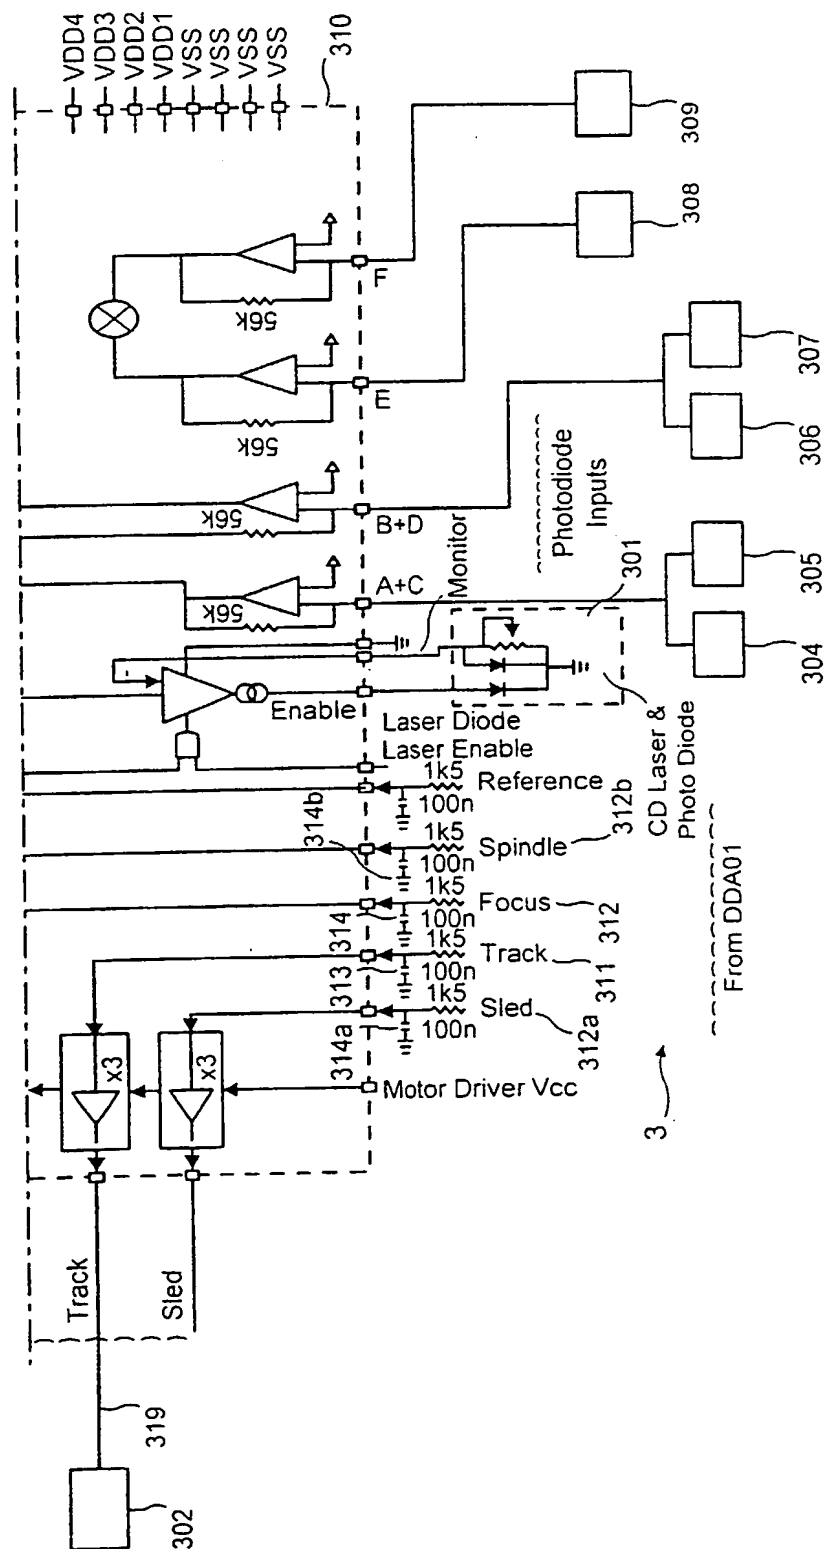 VDD4
VDD3
VDD2
VDD1
VSS
VSS
VSS
VSS
310
309
308
F
56k
E
56k
307
306
B+D
56k
Photodiode
Inputs
A+C
56k
Monitor
301
305
304
Enable
Laser Diode
Laser Enable
CD Laser &
Photo Diode
1k5
Reference
100n
314b
1k5
Spindle
312b
100n
1k5
Focus
312
314
100n
1k5
Track
311
313
100n
1k5
Sled
312a
314a
100n
From DDA01
x3
x3
Motor Driver Vcc
3
Track
Sled
319
302